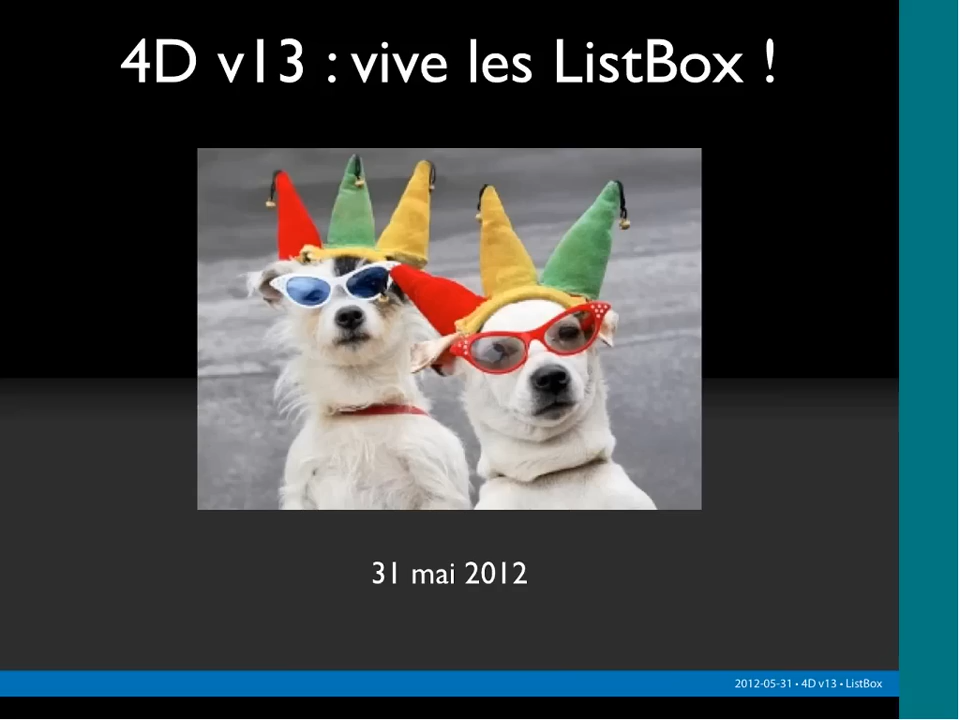 4D v13 : vive les ListBox !
31 mai 2012
2012-05-31 • 4D v13 • ListBox